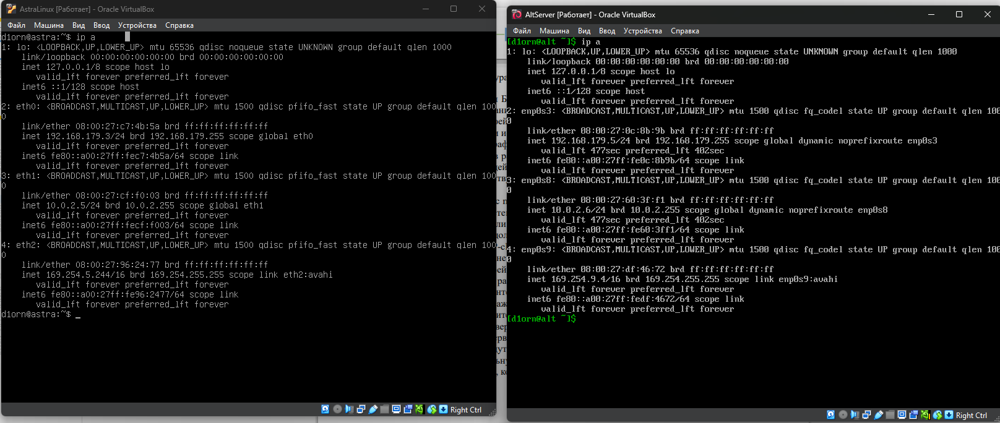 AstraLinux [Работает] - Oracle VirtualBox
Файл Машина Вид Ввод Устройства Справка
d1orn@astra:~$ ip a
1: lo: <LOOPBACK,UP,LOWER_UP> mtu 65536 qdisc noqueue state UNKNOWN group default qlen 1000
link/loopback 00:00:00:00:00:00 brd 00:00:00:00:00:00
inet 127.0.0.1/8 scope host lo
valid_lft forever preferred_lft forever
inet6 ::1/128 scope host
valid_lft forever preferred_lft forever
2: eth0: <BROADCAST,MULTICAST,UP,LOWER_UP> mtu 1500 qdisc pfifo_fast state UP group default qlen 100
0
link/ether 08:00:27:c7:4b:5a brd ff:ff:ff:ff:ff:ff
inet 192.168.179.3/24 brd 192.168.179.255 scope global eth0
valid_lft forever preferred_lft forever
inet6 fe80::a00:27ff:fec7:4b5a/64 scope link
valid_lft forever preferred_lft forever
3: eth1: <BROADCAST,MULTICAST,UP,LOWER_UP> mtu 1500 qdisc pfifo_fast state UP group default qlen 100
0
link/ether 08:00:27:cf:f0:03 brd ff:ff:ff:ff:ff:ff
inet 10.0.2.5/24 brd 10.0.2.255 scope global eth1
valid_lft forever preferred_lft forever
inet6 fe80::a00:27ff:fecf:f003/64 scope link
valid_lft forever preferred_lft forever
4: eth2: <BROADCAST,MULTICAST,UP,LOWER_UP> mtu 1500 qdisc pfifo_fast state UP group default qlen 100
0
link/ether 08:00:27:96:24:77 brd ff:ff:ff:ff:ff:ff
inet 169.254.5.244/16 brd 169.254.255.255 scope link eth2:avahi
valid_lft forever preferred_lft forever
inet6 fe80::a00:27ff:fe96:2477/64 scope link
valid_lft forever preferred_lft forever
d1orn@astra:~$ _
Right Ctrl
AltServer [Работает] - Oracle VirtualBox
Файл Машина Вид Ввод Устройства Справка
[d1orn@alt ~]$ ip a
1: lo: <LOOPBACK,UP,LOWER_UP> mtu 65536 qdisc noqueue state UNKNOWN group default qlen 1000
link/loopback 00:00:00:00:00:00 brd 00:00:00:00:00:00
inet 127.0.0.1/8 scope host lo
valid_lft forever preferred_lft forever
inet6 ::1/128 scope host
valid_lft forever preferred_lft forever
2: enp0s3: <BROADCAST,MULTICAST,UP,LOWER_UP> mtu 1500 qdisc fq_codel state UP group default qlen 100
0
link/ether 08:00:27:0c:8b:9b brd ff:ff:ff:ff:ff:ff
inet 192.168.179.5/24 brd 192.168.179.255 scope global dynamic noprefixroute enp0s3
valid_lft 477sec preferred_lft 402sec
inet6 fe80::a00:27ff:fe0c:8b9b/64 scope link
valid_lft forever preferred_lft forever
3: enp0s8: <BROADCAST,MULTICAST,UP,LOWER_UP> mtu 1500 qdisc fq_codel state UP group default qlen 100
0
link/ether 08:00:27:60:3f:f1 brd ff:ff:ff:ff:ff:ff
inet 10.0.2.6/24 brd 10.0.2.255 scope global dynamic noprefixroute enp0s8
valid_lft 477sec preferred_lft 402sec
inet6 fe80::a00:27ff:fe60:3ff1/64 scope link
valid_lft forever preferred_lft forever
4: enp0s9: <BROADCAST,MULTICAST,UP,LOWER_UP> mtu 1500 qdisc fq_codel state UP group default qlen 100
0
link/ether 08:00:27:df:46:72 brd ff:ff:ff:ff:ff:ff
inet 169.254.9.4/16 brd 169.254.255.255 scope link enp0s9:avahi
valid_lft forever preferred_lft forever
inet6 fe80::a00:27ff:fedf:4672/64 scope link
valid_lft forever preferred_lft forever
[d1orn@alt ~]$
Right Ctrl